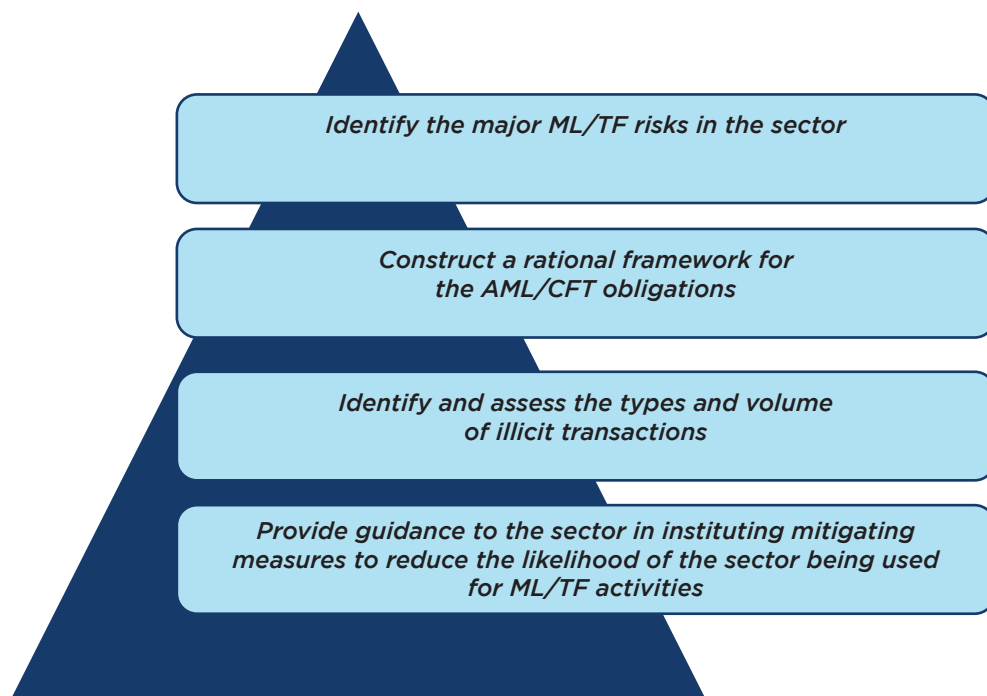 Identify the major ML/TF risks in the sector
Construct a rational framework for
the AML/CFT obligations
Identify and assess the types and volume
of illicit transactions
Provide guidance to the sector in instituting mitigating
measures to reduce the likelihood of the sector being used
for ML/TF activities